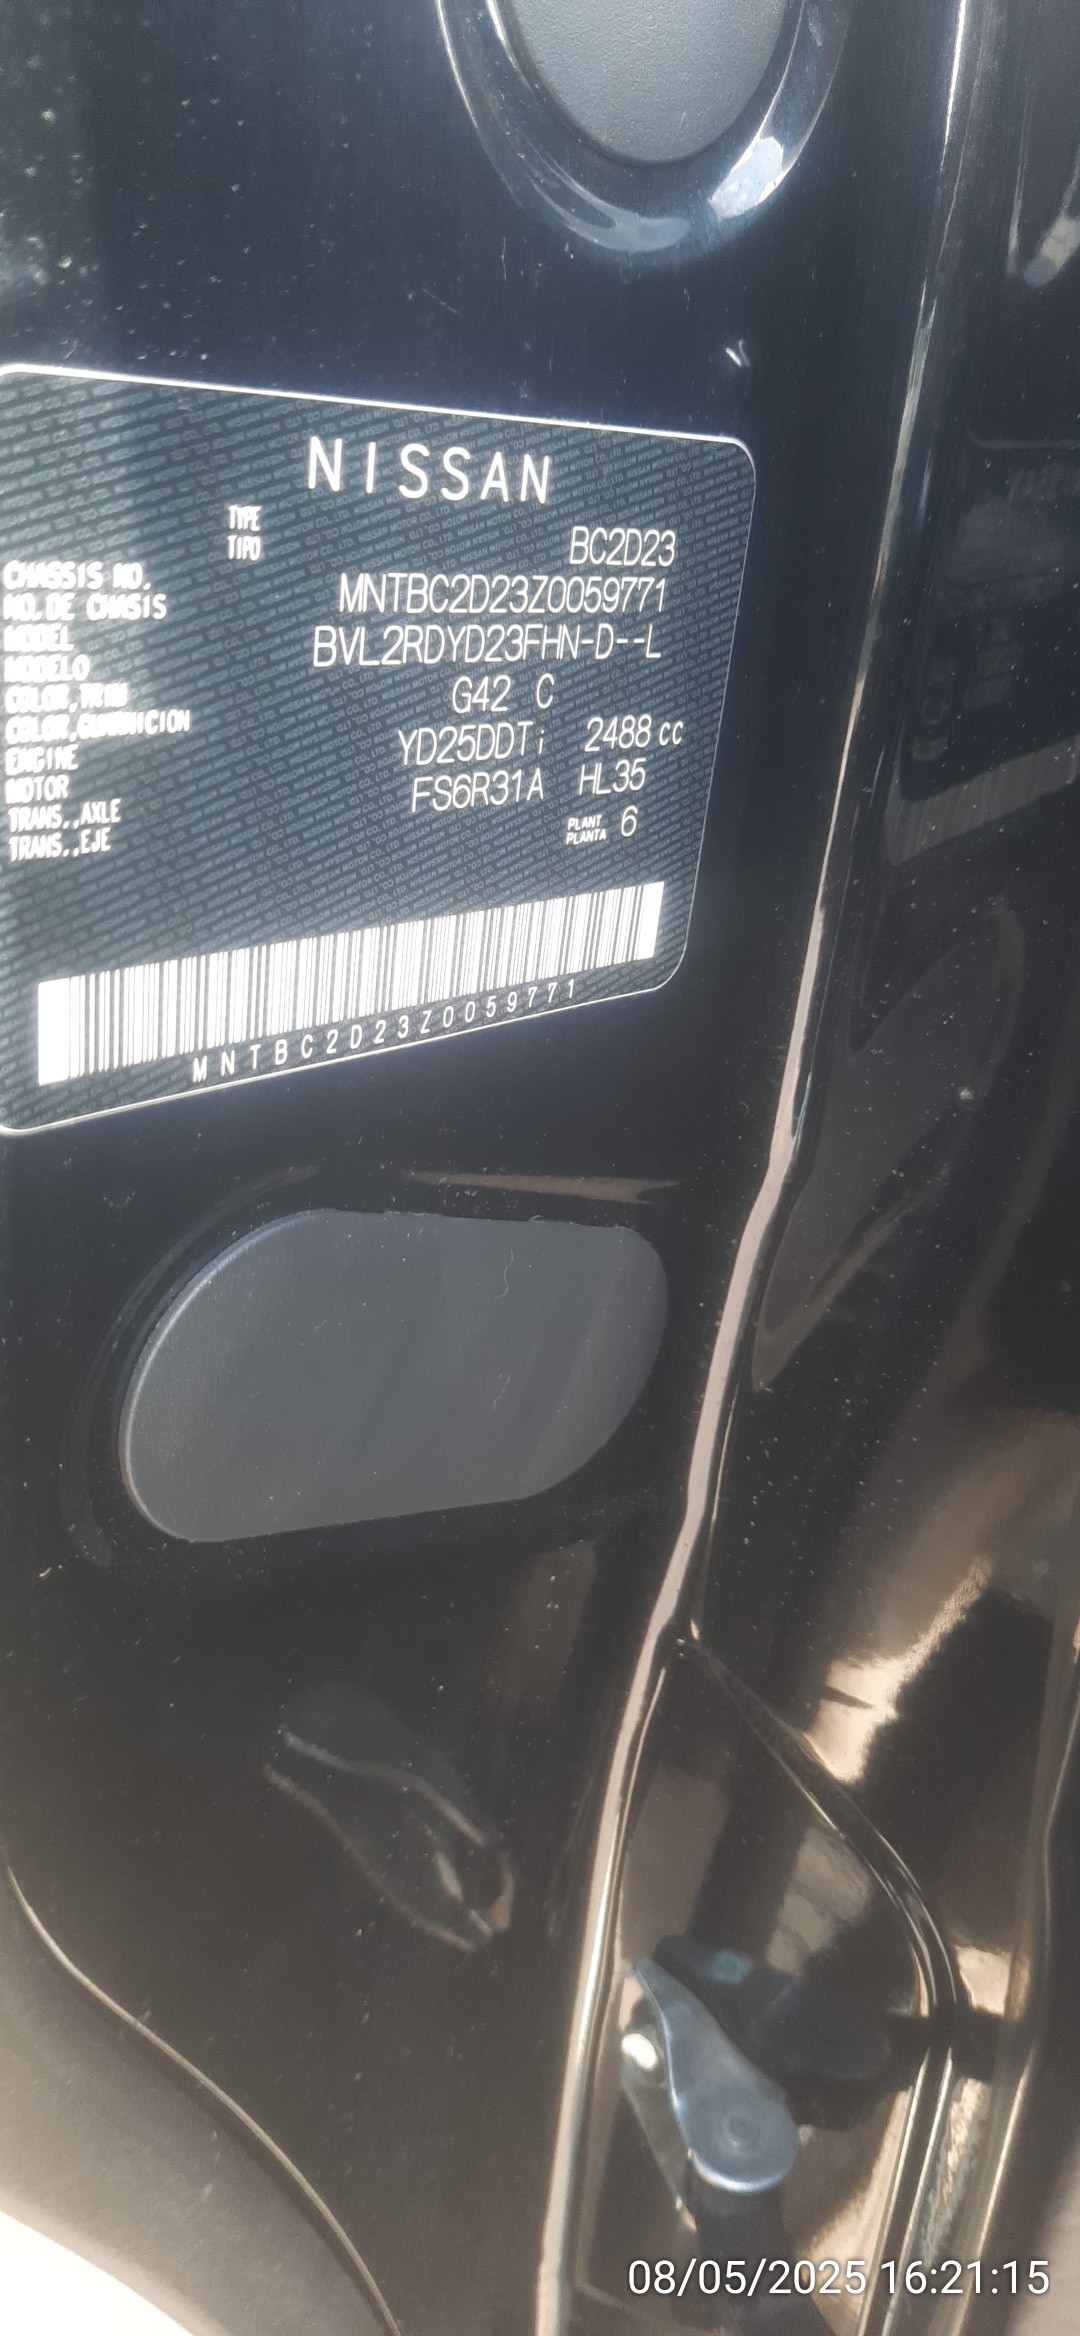 NISSAN
TYPE
TIPO BC2D23
CHASSIS NO.
NO.DE CHASIS MNTBC2D23Z0059771
MODEL
MODELO BVL2RDYD23FHN-D--L
COLOR,TRIM
COLOR,GUARNICION G42 C
ENGINE
MOTOR YD25DDTi 2488 cc
TRANS.,AXLE
TRANS.,EJE FS6R31A HL35
PLANT
PLANTA 6
MNTBC2D23Z0059771
08/05/2025 16:21:15